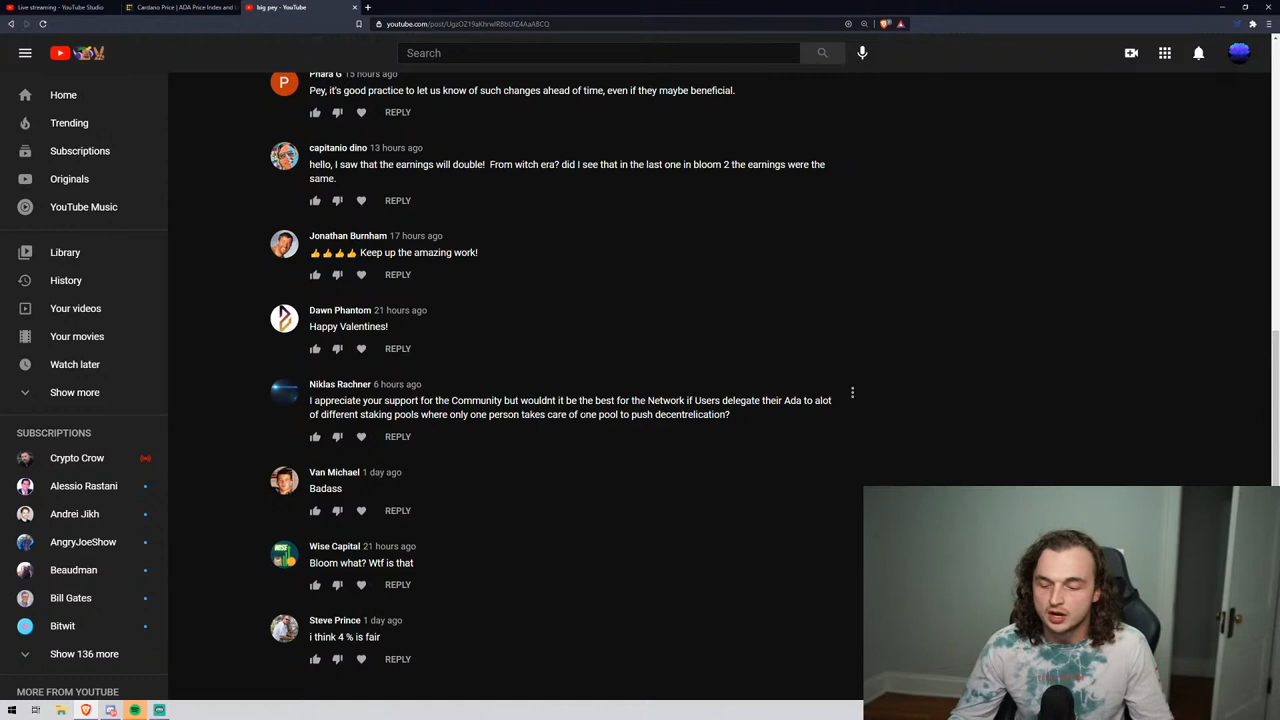 Live streaming - YouTube Studio
Cardano Price | ADA Price Index and
big pey - YouTube
youtube.com/post/UgzOZ19aKhrwlRBbUfZ4AaABCQ
Search
Home
Trending
Subscriptions
Originals
YouTube Music
Library
History
Your videos
Your movies
Watch later
Show more
SUBSCRIPTIONS
Crypto Crow
Alessio Rastani
Andrei Jikh
AngryJoeShow
Beaudman
Bill Gates
Bitwit
Show 136 more
MORE FROM YOUTUBE
P
Phara G 15 hours ago
Pey, it's good practice to let us know of such changes ahead of time, even if they maybe beneficial.
REPLY
capitanio dino 13 hours ago
hello, I saw that the earnings will double! From witch era? did I see that in the last one in bloom 2 the earnings were the
same.
REPLY
Jonathan Burnham 17 hours ago
👍👍👍👍 Keep up the amazing work!
REPLY
Dawn Phantom 21 hours ago
Happy Valentines!
REPLY
Niklas Rachner 6 hours ago
I appreciate your support for the Community but wouldnt it be the best for the Network if Users delegate their Ada to alot
of different staking pools where only one person takes care of one pool to push decentrelication?
REPLY
Van Michael 1 day ago
Badass
REPLY
Wise Capital 21 hours ago
Bloom what? Wtf is that
REPLY
Steve Prince 1 day ago
i think 4 % is fair
REPLY